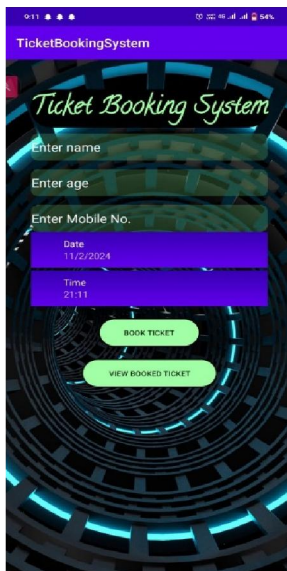 9:11 4G 54%
TicketBookingSystem
Ticket Booking System
Enter name
Enter age
Enter Mobile No.
Date
11/2/2024
Time
21:11
BOOK TICKET
VIEW BOOKED TICKET